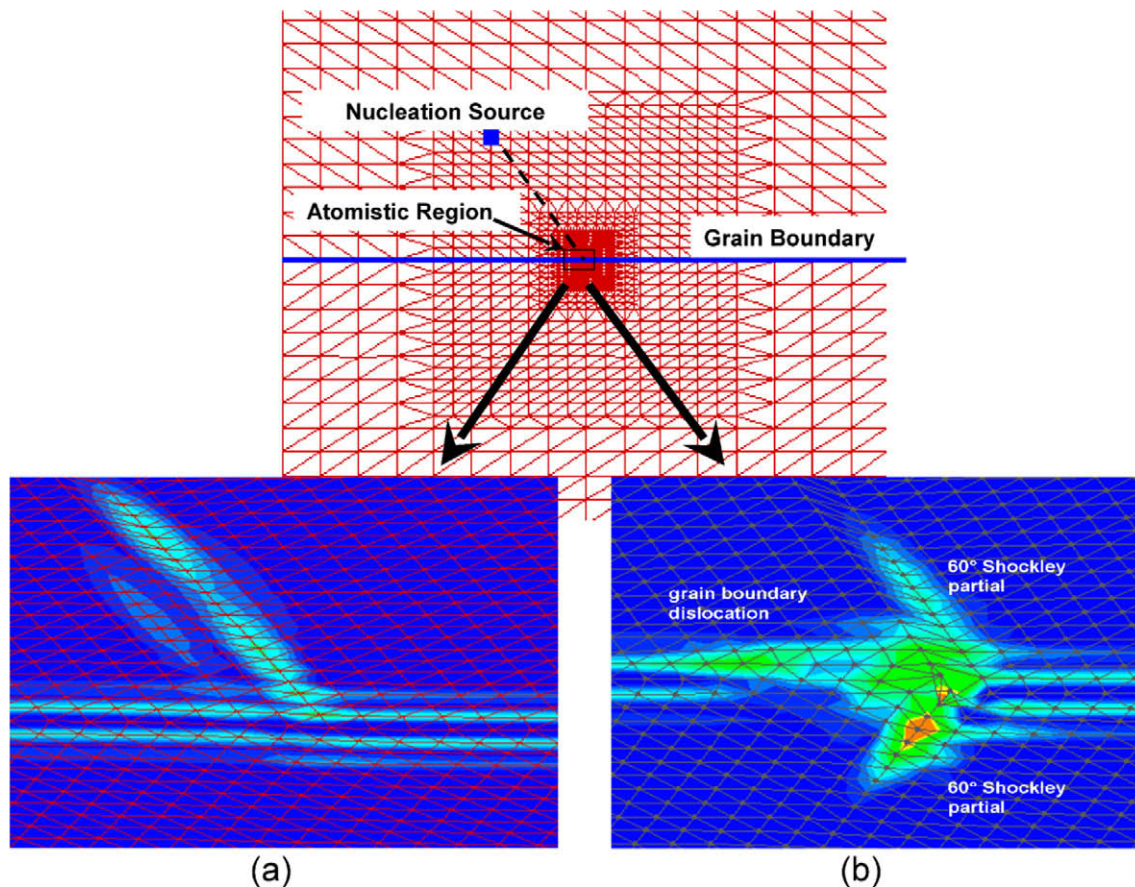 Nucleation Source
Atomistic Region
Grain Boundary
grain boundary
dislocation
60° Shockley
partial
60° Shockley
partial
(a)
(b)